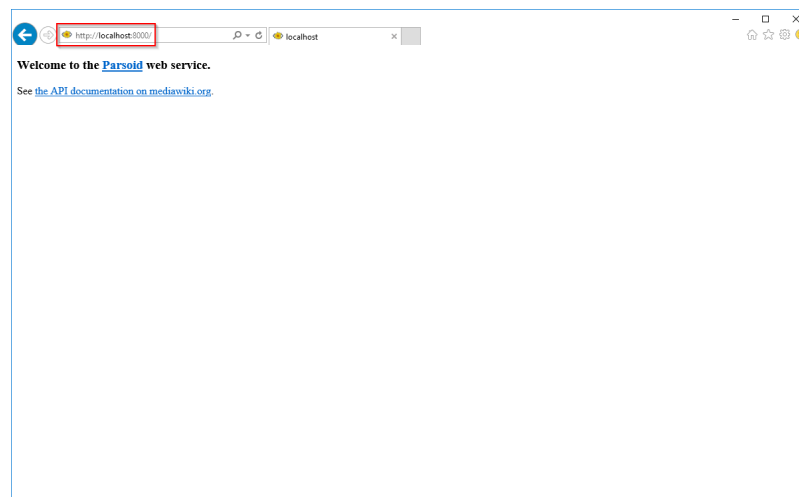 http://localhost:8000/
localhost
Welcome to the Parsoid web service.
See the API documentation on mediawiki.org.